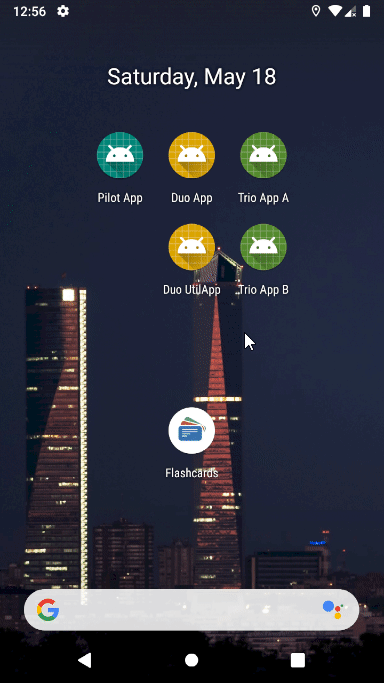 12:56
Saturday, May 18
Pilot App
Duo App
Trio App A
Duo UtilApp
Trio App B
Flashcards